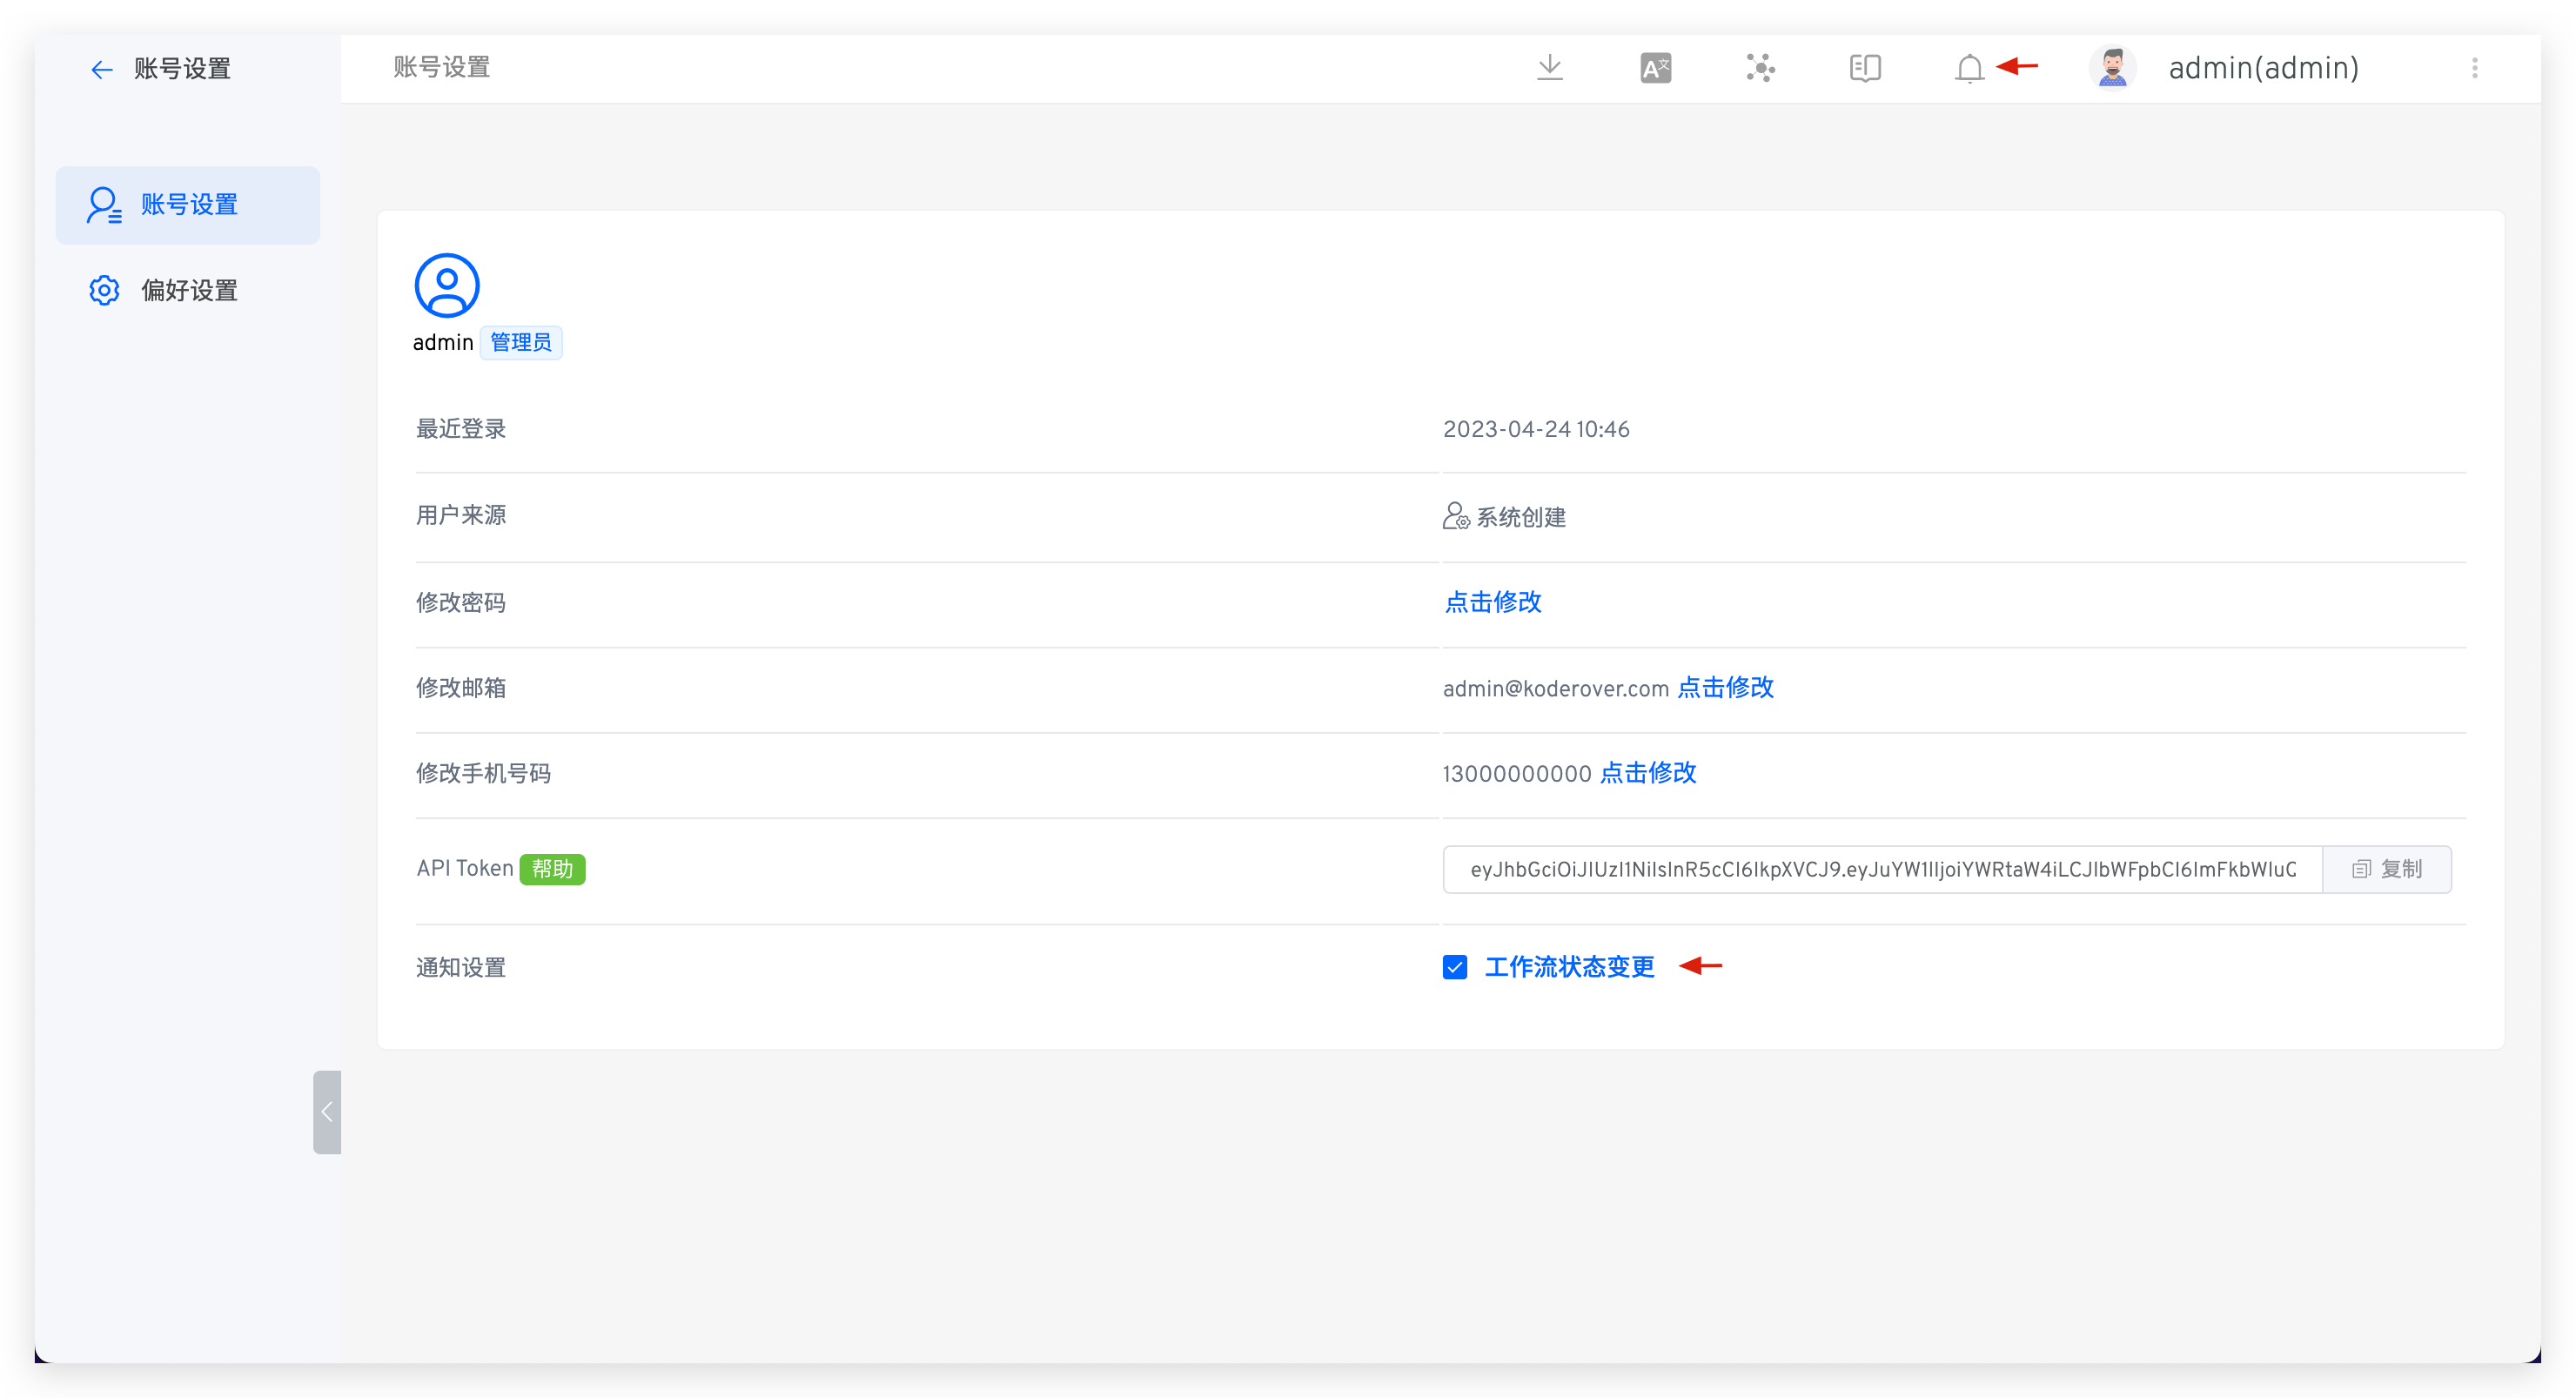 账号设置
账号设置
A文
admin(admin)
账号设置
偏好设置
admin 管理员
最近登录 2023-04-24 10:46
用户来源 系统创建
修改密码 点击修改
修改邮箱 admin@koderover.com 点击修改
修改手机号码 13000000000 点击修改
API Token 帮助 eyJhbGciOiJIUzI1NiIsInR5cCI6IkpXVCJ9.eyJuYW1lIjoiYWRtaW4iLCJlbWFpbCI6ImFkbWluQ 复制
通知设置 工作流状态变更